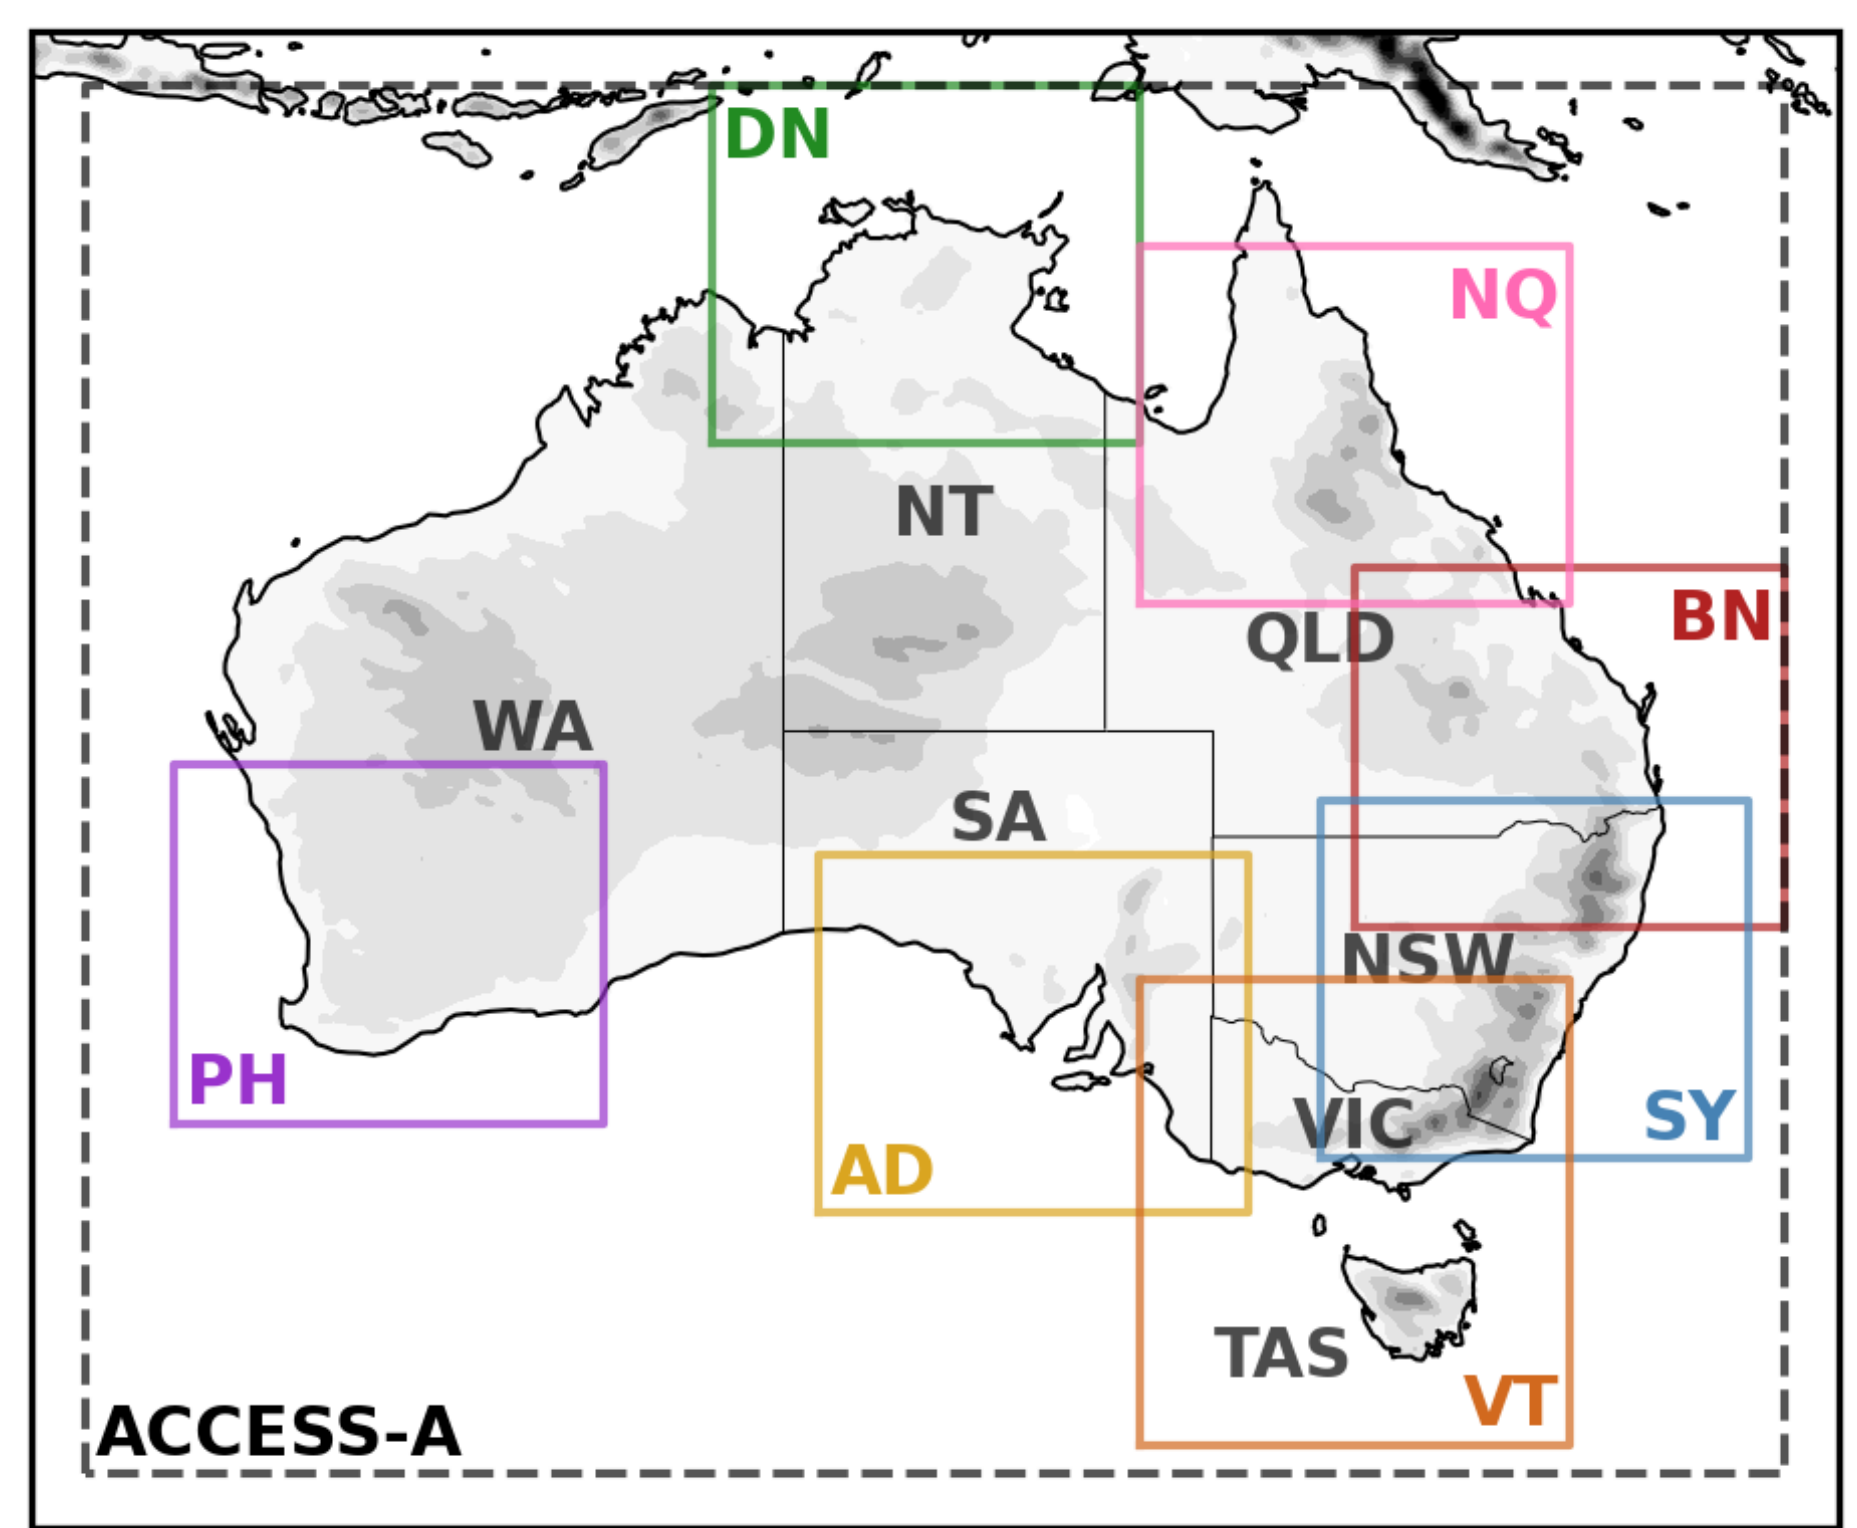 DN
NQ
NT
BN
QLD
WA
SA
NSW
PH
SY
VIC
AD
TAS
VT
ACCESS-A